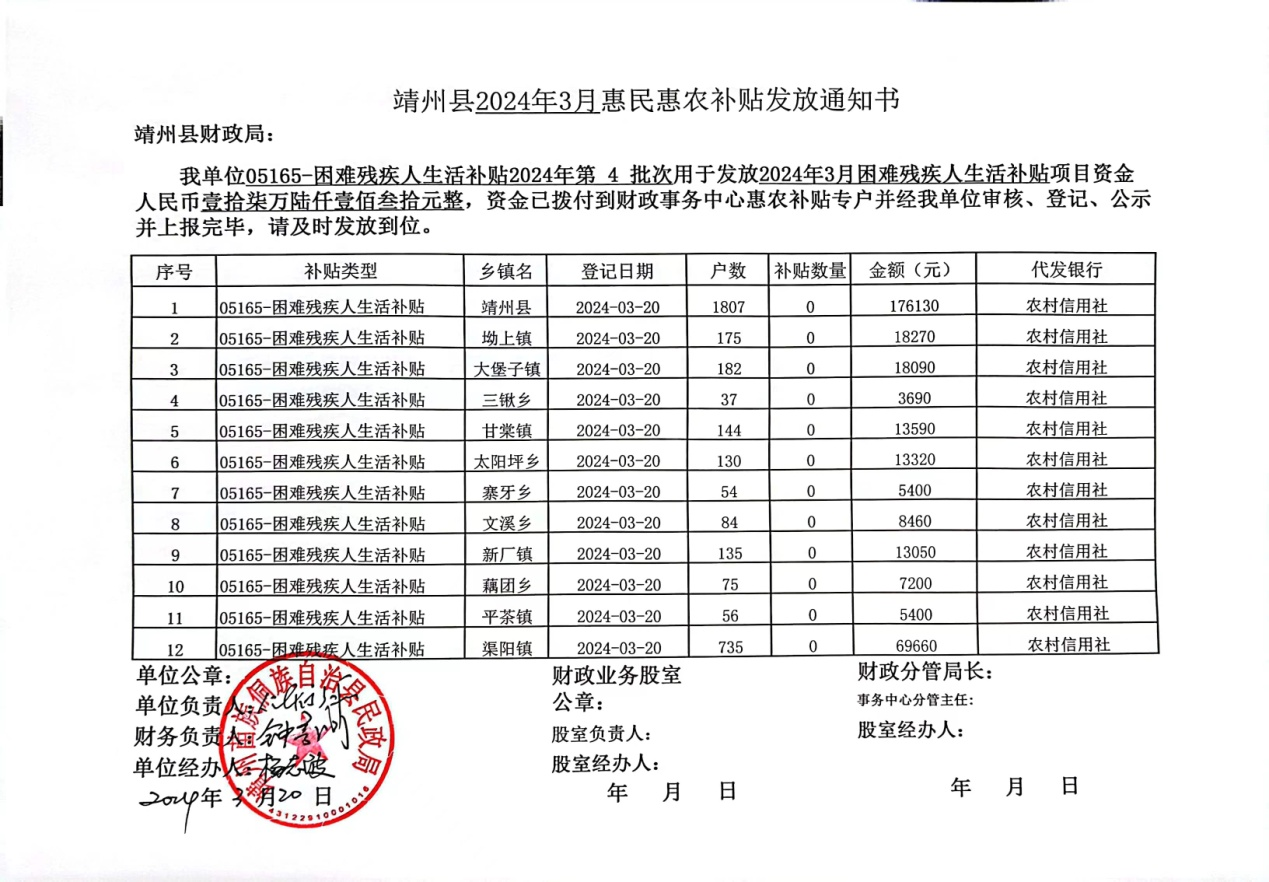 靖州县2024年3月惠民惠农补贴发放通知书
靖州县财政局：
我单位05165-困难残疾人生活补贴2024年第 4 批次用于发放2024年3月困难残疾人生活补贴项目资金
人民币壹拾柒万陆仟壹佰叁拾元整，资金已拨付到财政事务中心惠农补贴专户并经我单位审核、登记、公示
并上报完毕，请及时发放到位。
序号 补贴类型 乡镇名 登记日期 户数 补贴数量 金额（元） 代发银行
1 05165-困难残疾人生活补贴 靖州县 2024-03-20 1807 0 176130 农村信用社
2 05165-困难残疾人生活补贴 坳上镇 2024-03-20 175 0 18270 农村信用社
3 05165-困难残疾人生活补贴 大堡子镇 2024-03-20 182 0 18090 农村信用社
4 05165-困难残疾人生活补贴 三锹乡 2024-03-20 37 0 3690 农村信用社
5 05165-困难残疾人生活补贴 甘棠镇 2024-03-20 144 0 13590 农村信用社
6 05165-困难残疾人生活补贴 太阳坪乡 2024-03-20 130 0 13320 农村信用社
7 05165-困难残疾人生活补贴 寨牙乡 2024-03-20 54 0 5400 农村信用社
8 05165-困难残疾人生活补贴 文溪乡 2024-03-20 84 0 8460 农村信用社
9 05165-困难残疾人生活补贴 新厂镇 2024-03-20 135 0 13050 农村信用社
10 05165-困难残疾人生活补贴 藕团乡 2024-03-20 75 0 7200 农村信用社
11 05165-困难残疾人生活补贴 平茶镇 2024-03-20 56 0 5400 农村信用社
12 05165-困难残疾人生活补贴 渠阳镇 2024-03-20 735 0 69660 农村信用社
单位公章： 财政业务股室 财政分管局长：
单位负责人： 公章： 事务中心分管主任：
财务负责人： 股室负责人： 股室经办人：
单位经办人：杨志波 股室经办人：
2024年 3 月20 日 年 月 日 年 月 日
靖州苗族侗族自治县民政局
4312291000101­6